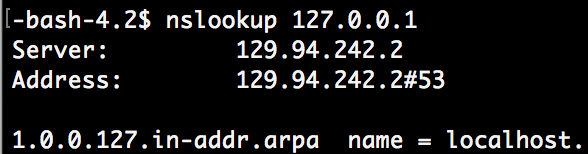 [-bash-4.2$ nslookup 127.0.0.1
Server:         129.94.242.2
Address:        129.94.242.2#53

1.0.0.127.in-addr.arpa  name = localhost.